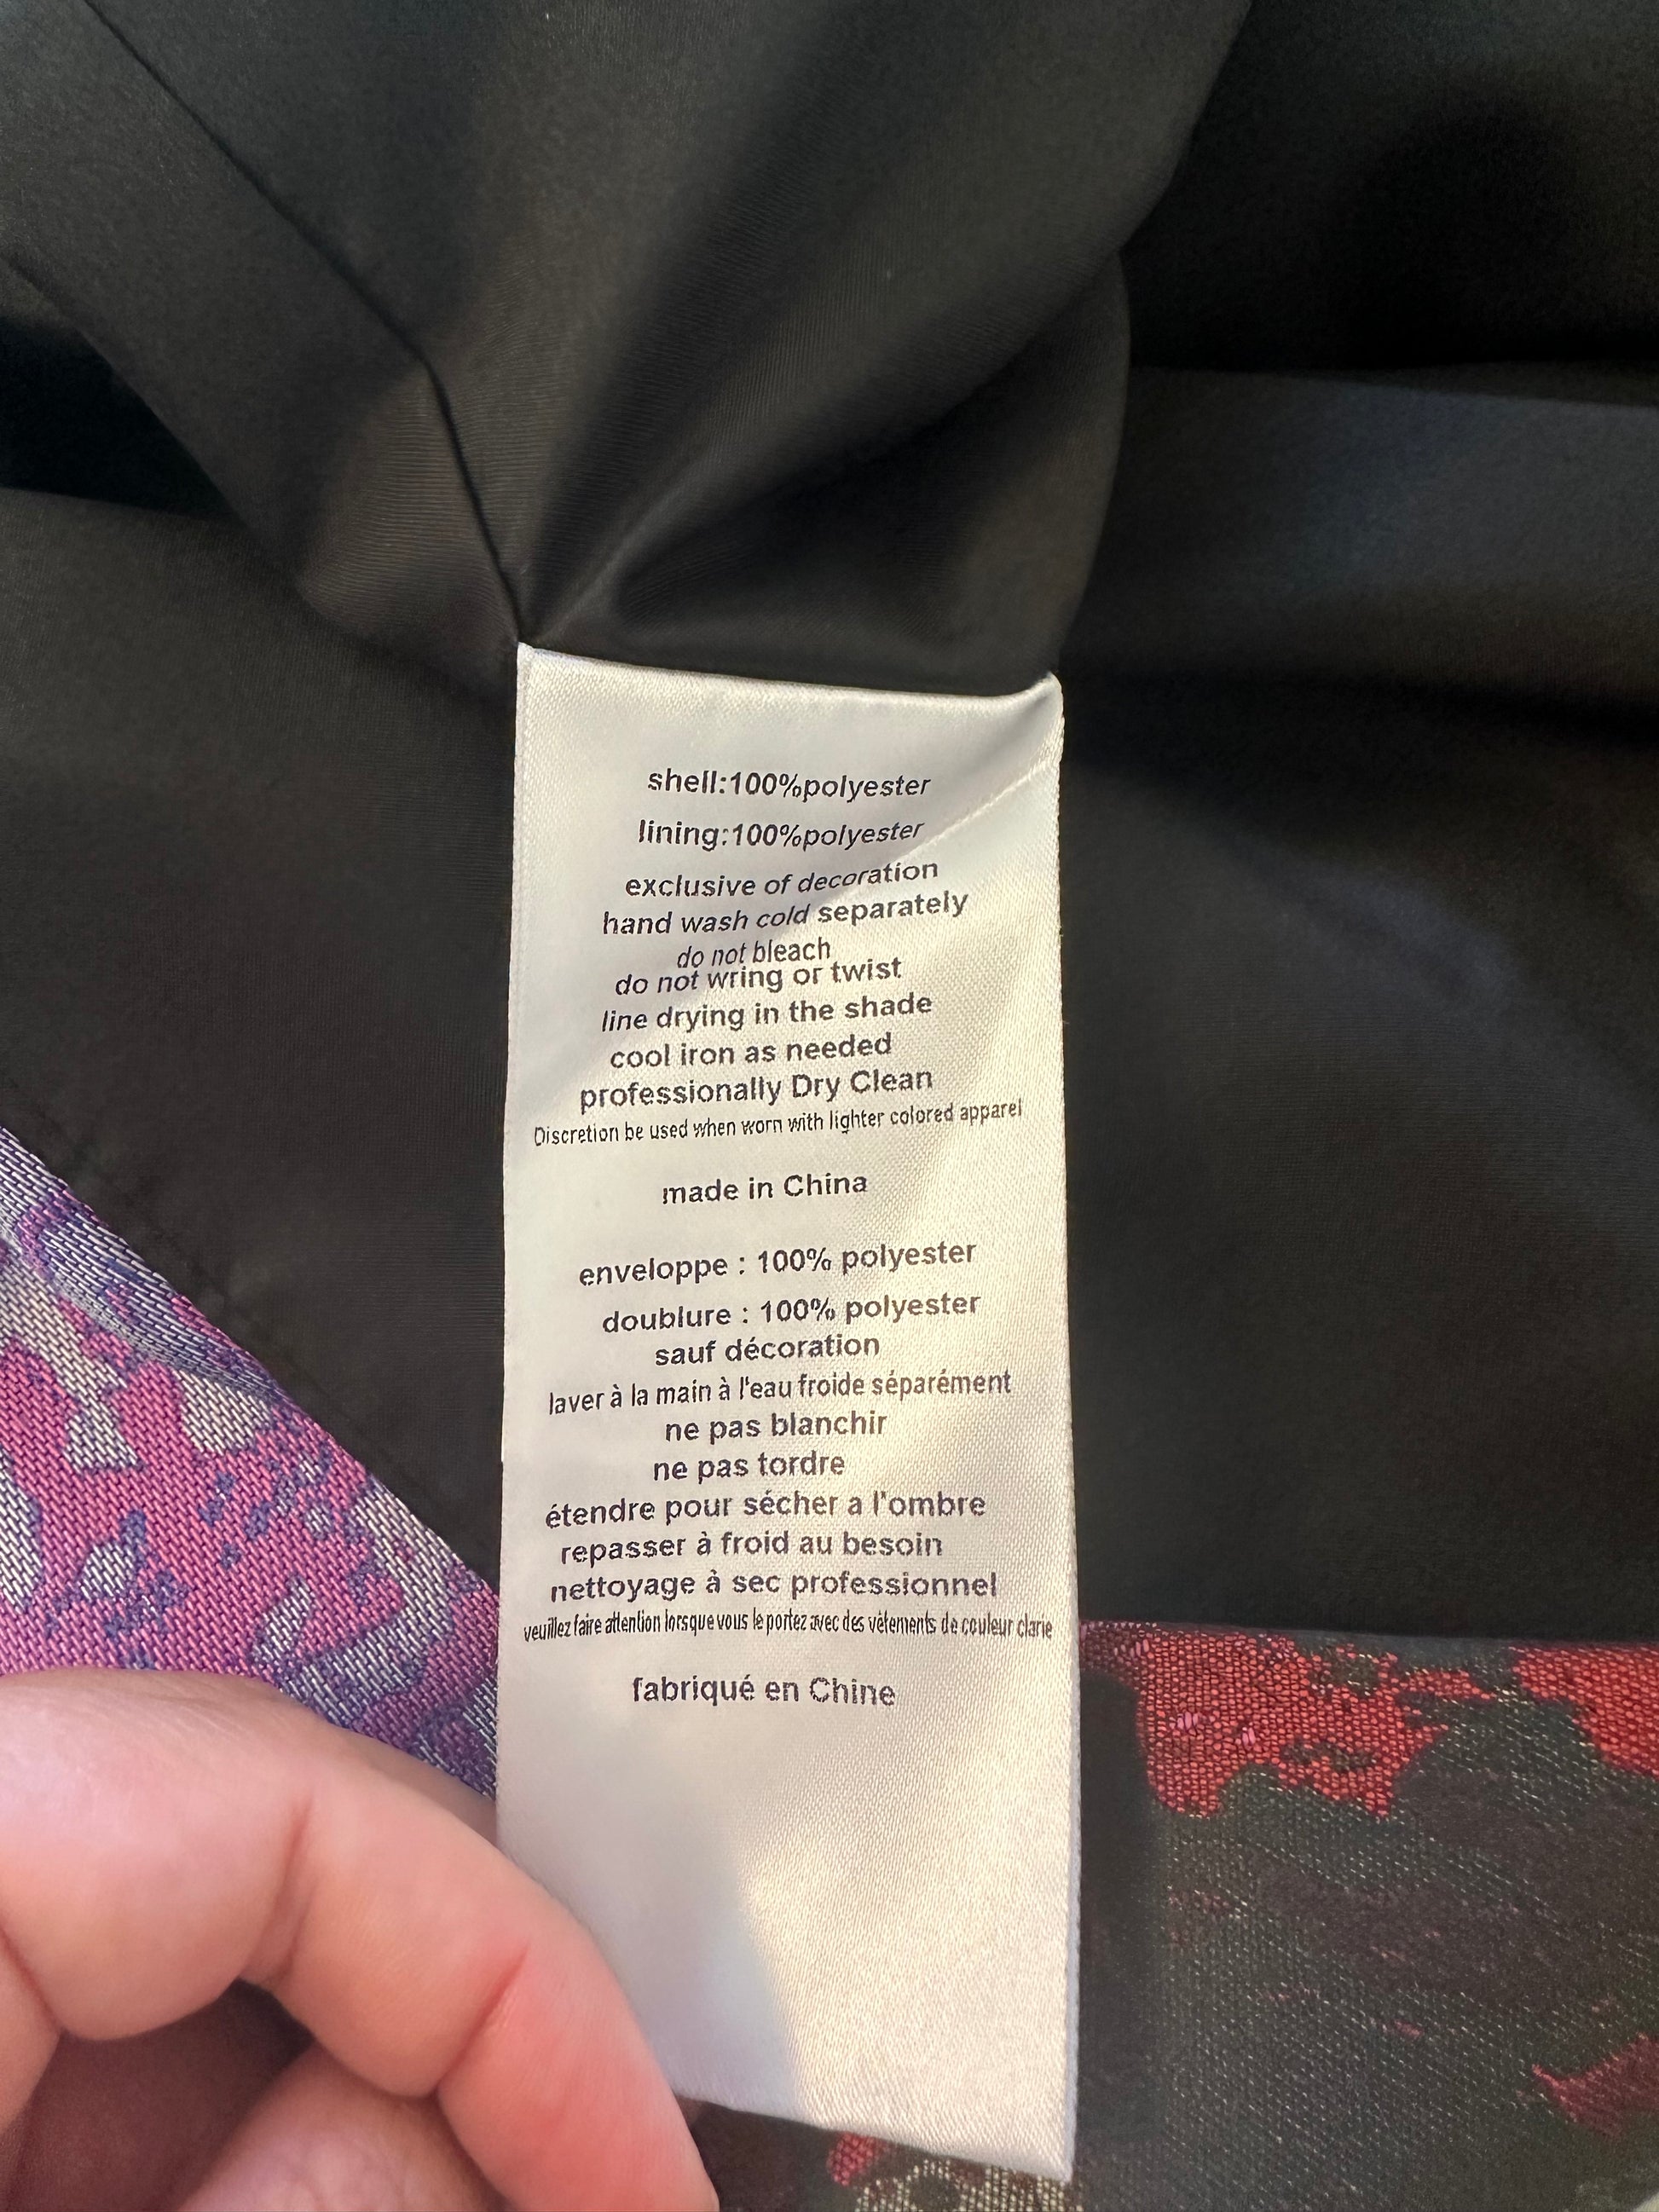 shell:100%polyester
lining:100%polyester
exclusive of decoration
hand wash cold separately
do not bleach
do not wring or twist
line drying in the shade
cool iron as needed
professionally Dry Clean
Discretion be used when worn with lighter colored apparel
made in China
enveloppe : 100% polyester
doublure : 100% polyester
sauf décoration
laver à la main à l'eau froide séparément
ne pas blanchir
ne pas tordre
étendre pour sécher a l'ombre
repasser à froid au besoin
nettoyage à sec professionnel
veuillez faire attention lorsque vous le portez avec des vêtements de couleur clarie
fabriqué en Chine